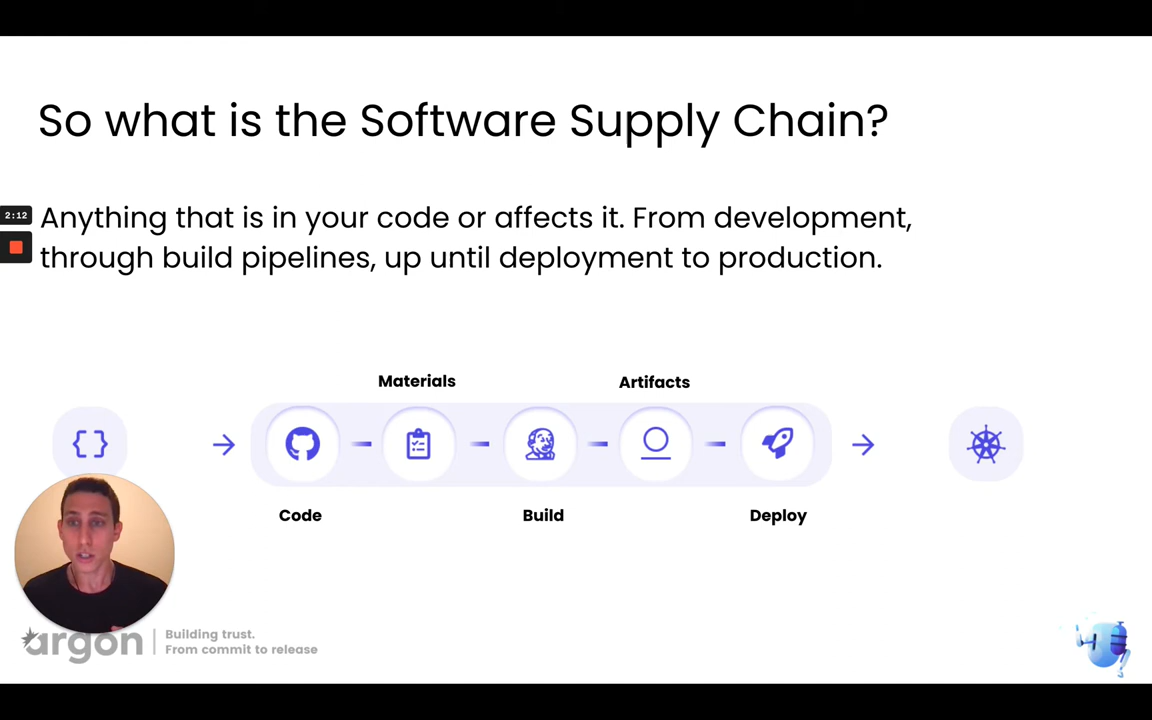 So what is the Software Supply Chain?
2:12
Anything that is in your code or affects it. From development,
through build pipelines, up until deployment to production.
Materials
Artifacts
{}
Code
Build
Deploy
argon
Building trust.
From commit to release